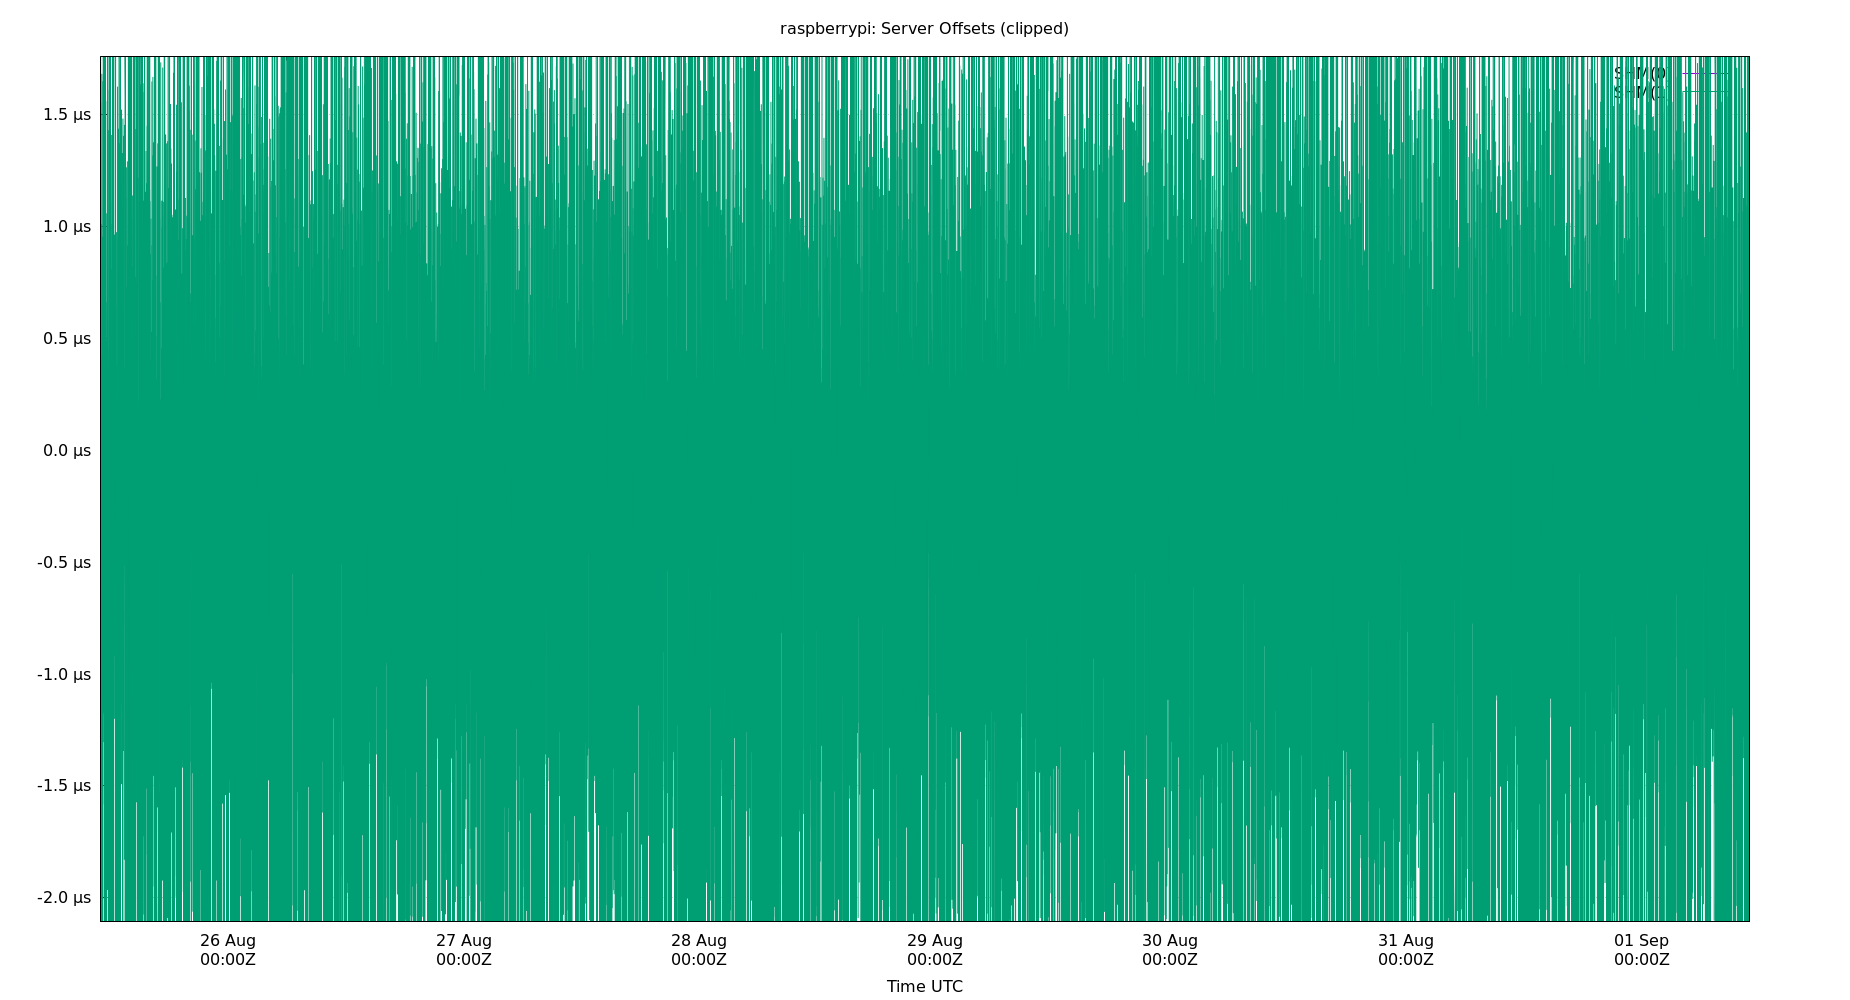 raspberrypi: Server Offsets (clipped)
SHM(0)
1.5 µs
1.0 µs
0.5 µs
0.0 µs
-0.5 µs
-1.0 µs
-1.5 µs
-2.0 µs
26 Aug 27 Aug 28 Aug 29 Aug 30 Aug 31 Aug 01 Sep
00:00Z 00:00Z 00:00Z 00:00Z 00:00Z 00:00Z 00:00Z
Time UTC